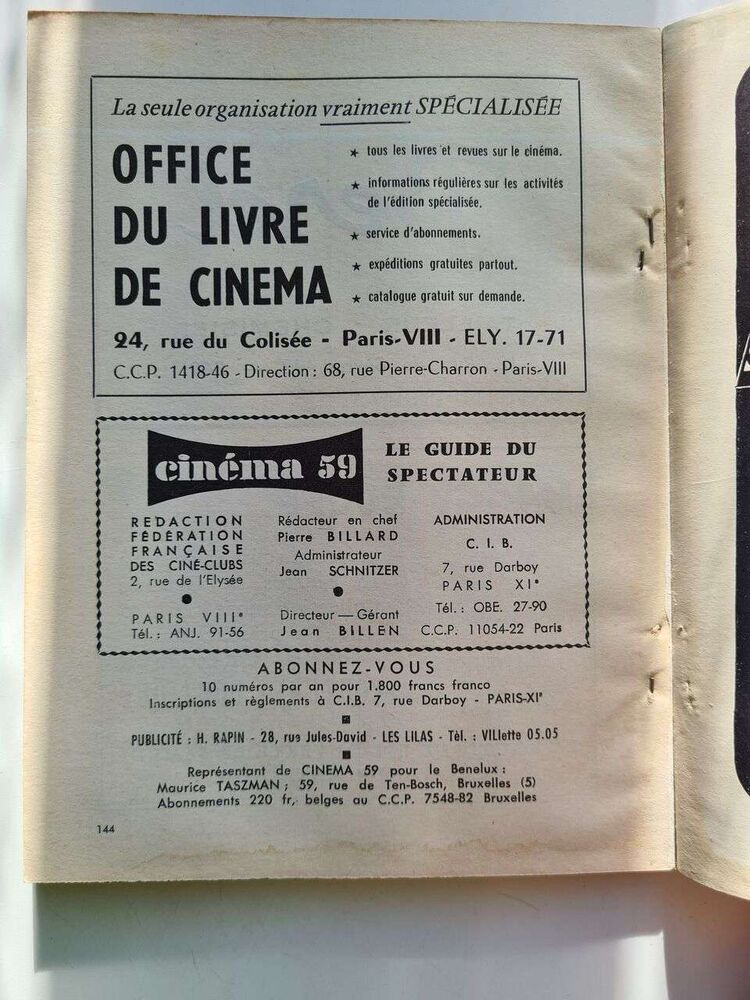 La seule organisation vraiment SPÉCIALISÉE
OFFICE
DU LIVRE
DE CINEMA
★ tous les livres et revues sur le cinéma.
★ informations régulières sur les activités
de l'édition spécialisée.
★ service d'abonnements.
★ expéditions gratuites partout.
★ catalogue gratuit sur demande.
24, rue du Colisée - Paris-VIII - ELY. 17-71
C.C.P. 1418-46 - Direction : 68, rue Pierre-Charron - Paris-VIII
cinéma 59
LE GUIDE DU
SPECTATEUR
REDACTION
FÉDÉRATION
FRANÇAISE
DES CINÉ-CLUBS
2, rue de l'Elysée
PARIS VIIIe
Tél. : ANJ. 91-56
Rédacteur en chef
Pierre BILLARD
Administrateur
Jean SCHNITZER
Directeur — Gérant
Jean BILLEN
ADMINISTRATION
C. I. B.
7, rue Darboy
PARIS XIe
Tél. : OBE. 27-90
C.C.P. 11054-22 Paris
ABONNEZ-VOUS
10 numéros par an pour 1.800 francs franco
Inscriptions et règlements à C.I.B. 7, rue Darboy - PARIS-XIe
PUBLICITÉ : H. RAPIN - 28, rue Jules-David - LES LILAS - Tél. : VILlette 05.05
Représentant de CINEMA 59 pour le Benelux :
Maurice TASZMAN ; 59, rue de Ten-Bosch, Bruxelles (5)
Abonnements 220 fr, belges au C.C.P. 7548-82 Bruxelles
144